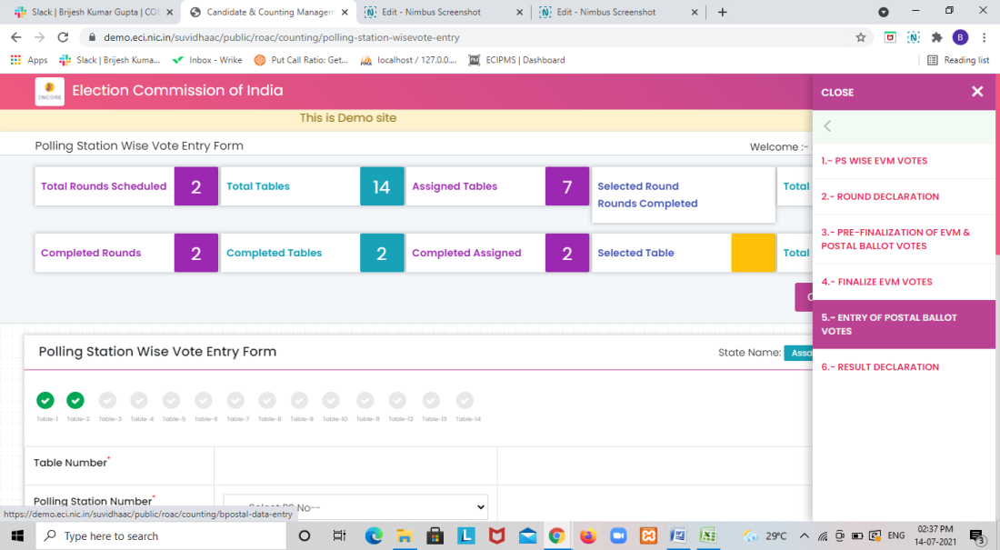 Slack | Brijesh Kumar Gupta | COE
Candidate & Counting Managem
Edit - Nimbus Screenshot
Edit - Nimbus Screenshot
demo.eci.nic.in/suvidhaac/public/roac/counting/polling-station-wisevote-entry
B
Apps
Slack | Brijesh Kuma...
Inbox - Wrike
Put Call Ratio: Get...
localhost / 127.0.0....
ECIPMS | Dashboard
Reading list
INCORE
Election Commission of India
CLOSE
This is Demo site
Polling Station Wise Vote Entry Form
Welcome :-
Total Rounds Scheduled 2
Total Tables 14
Assigned Tables 7
Selected Round
Rounds Completed
Total
Completed Rounds 2
Completed Tables 2
Completed Assigned 2
Selected Table
Total
1.- PS WISE EVM VOTES
2.- ROUND DECLARATION
3.- PRE-FINALIZATION OF EVM &
POSTAL BALLOT VOTES
4.- FINALIZE EVM VOTES
5.- ENTRY OF POSTAL BALLOT
VOTES
6.- RESULT DECLARATION
Polling Station Wise Vote Entry Form
State Name: Assa
Table-1 Table-2 Table-3 Table-4 Table-5 Table-6 Table-7 Table-8 Table-9 Table-10 Table-11 Table-12 Table-13 Table-14
Table Number*
Polling Station Number*
--Select PS No--
https://demo.eci.nic.in/suvidhaac/public/roac/counting/bpostal-data-entry
Type here to search
29°C
ENG
02:37 PM
14-07-2021
3